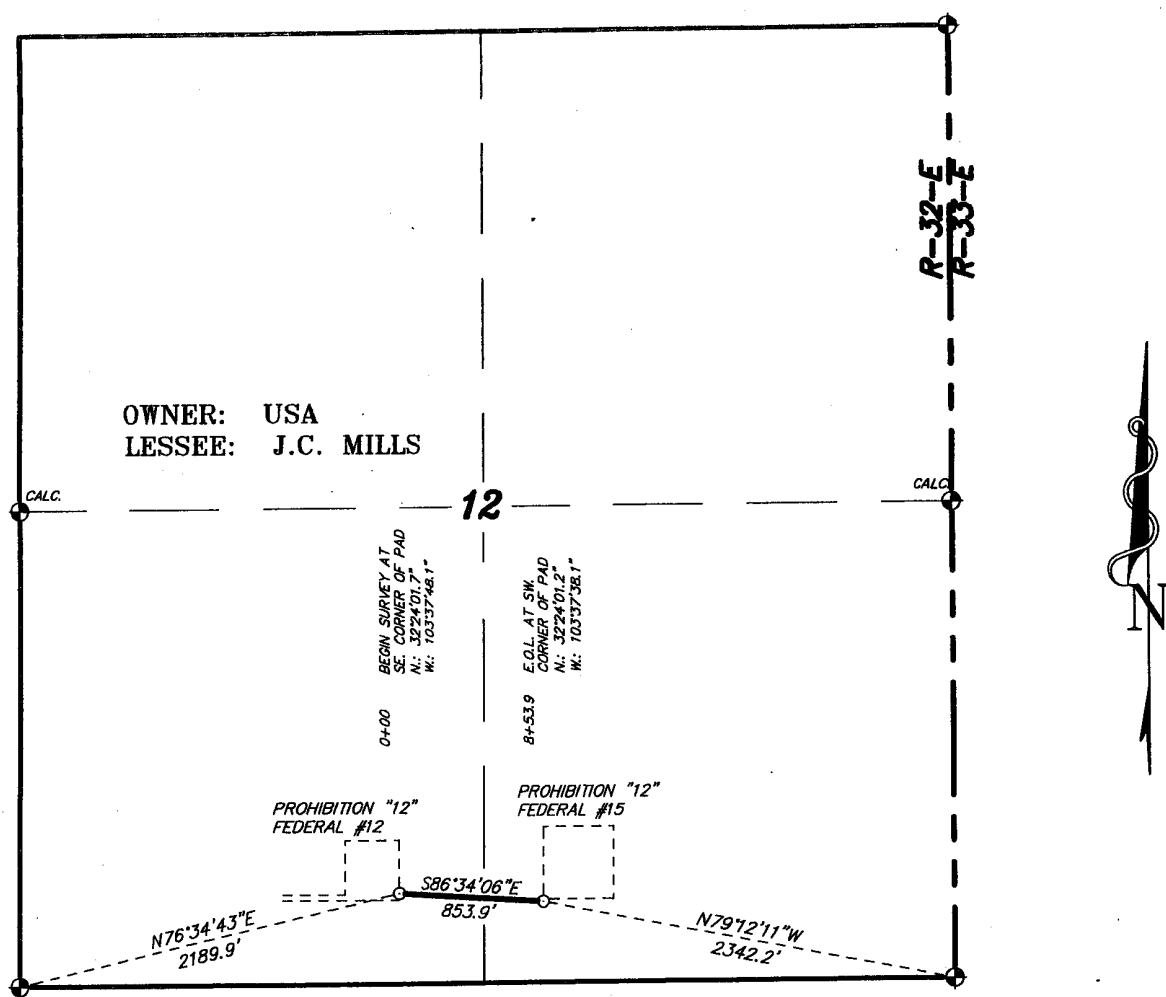 R-32-E
R-33-E
OWNER: USA
LESSEE: J.C. MILLS
CALC.
12
CALC.
0+00 BEGIN SURVEY AT
SE. CORNER OF PAD
N.: 32°24'01.7"
W.: 103°37'48.1"
8+53.9 E.O.L. AT SW.
CORNER OF PAD
N.: 32°24'01.2"
W.: 103°37'38.1"
N
PROHIBITION "12"
FEDERAL #12
PROHIBITION "12"
FEDERAL #15
S86°34'06"E
853.9'
N76°34'43"E
2189.9'
N79°12'11"W
2342.2'